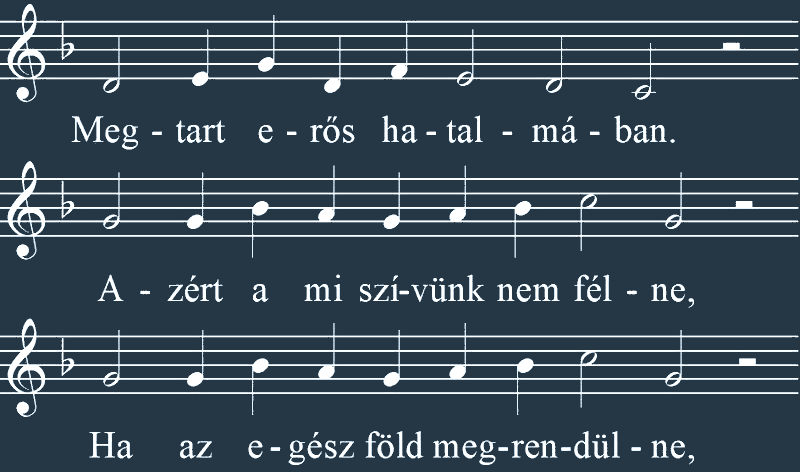 Meg - tart e - rős ha - tal - má - ban.
A - zért a mi szí-vünk nem fél - ne,
Ha az e - gész föld meg-ren-dül - ne,